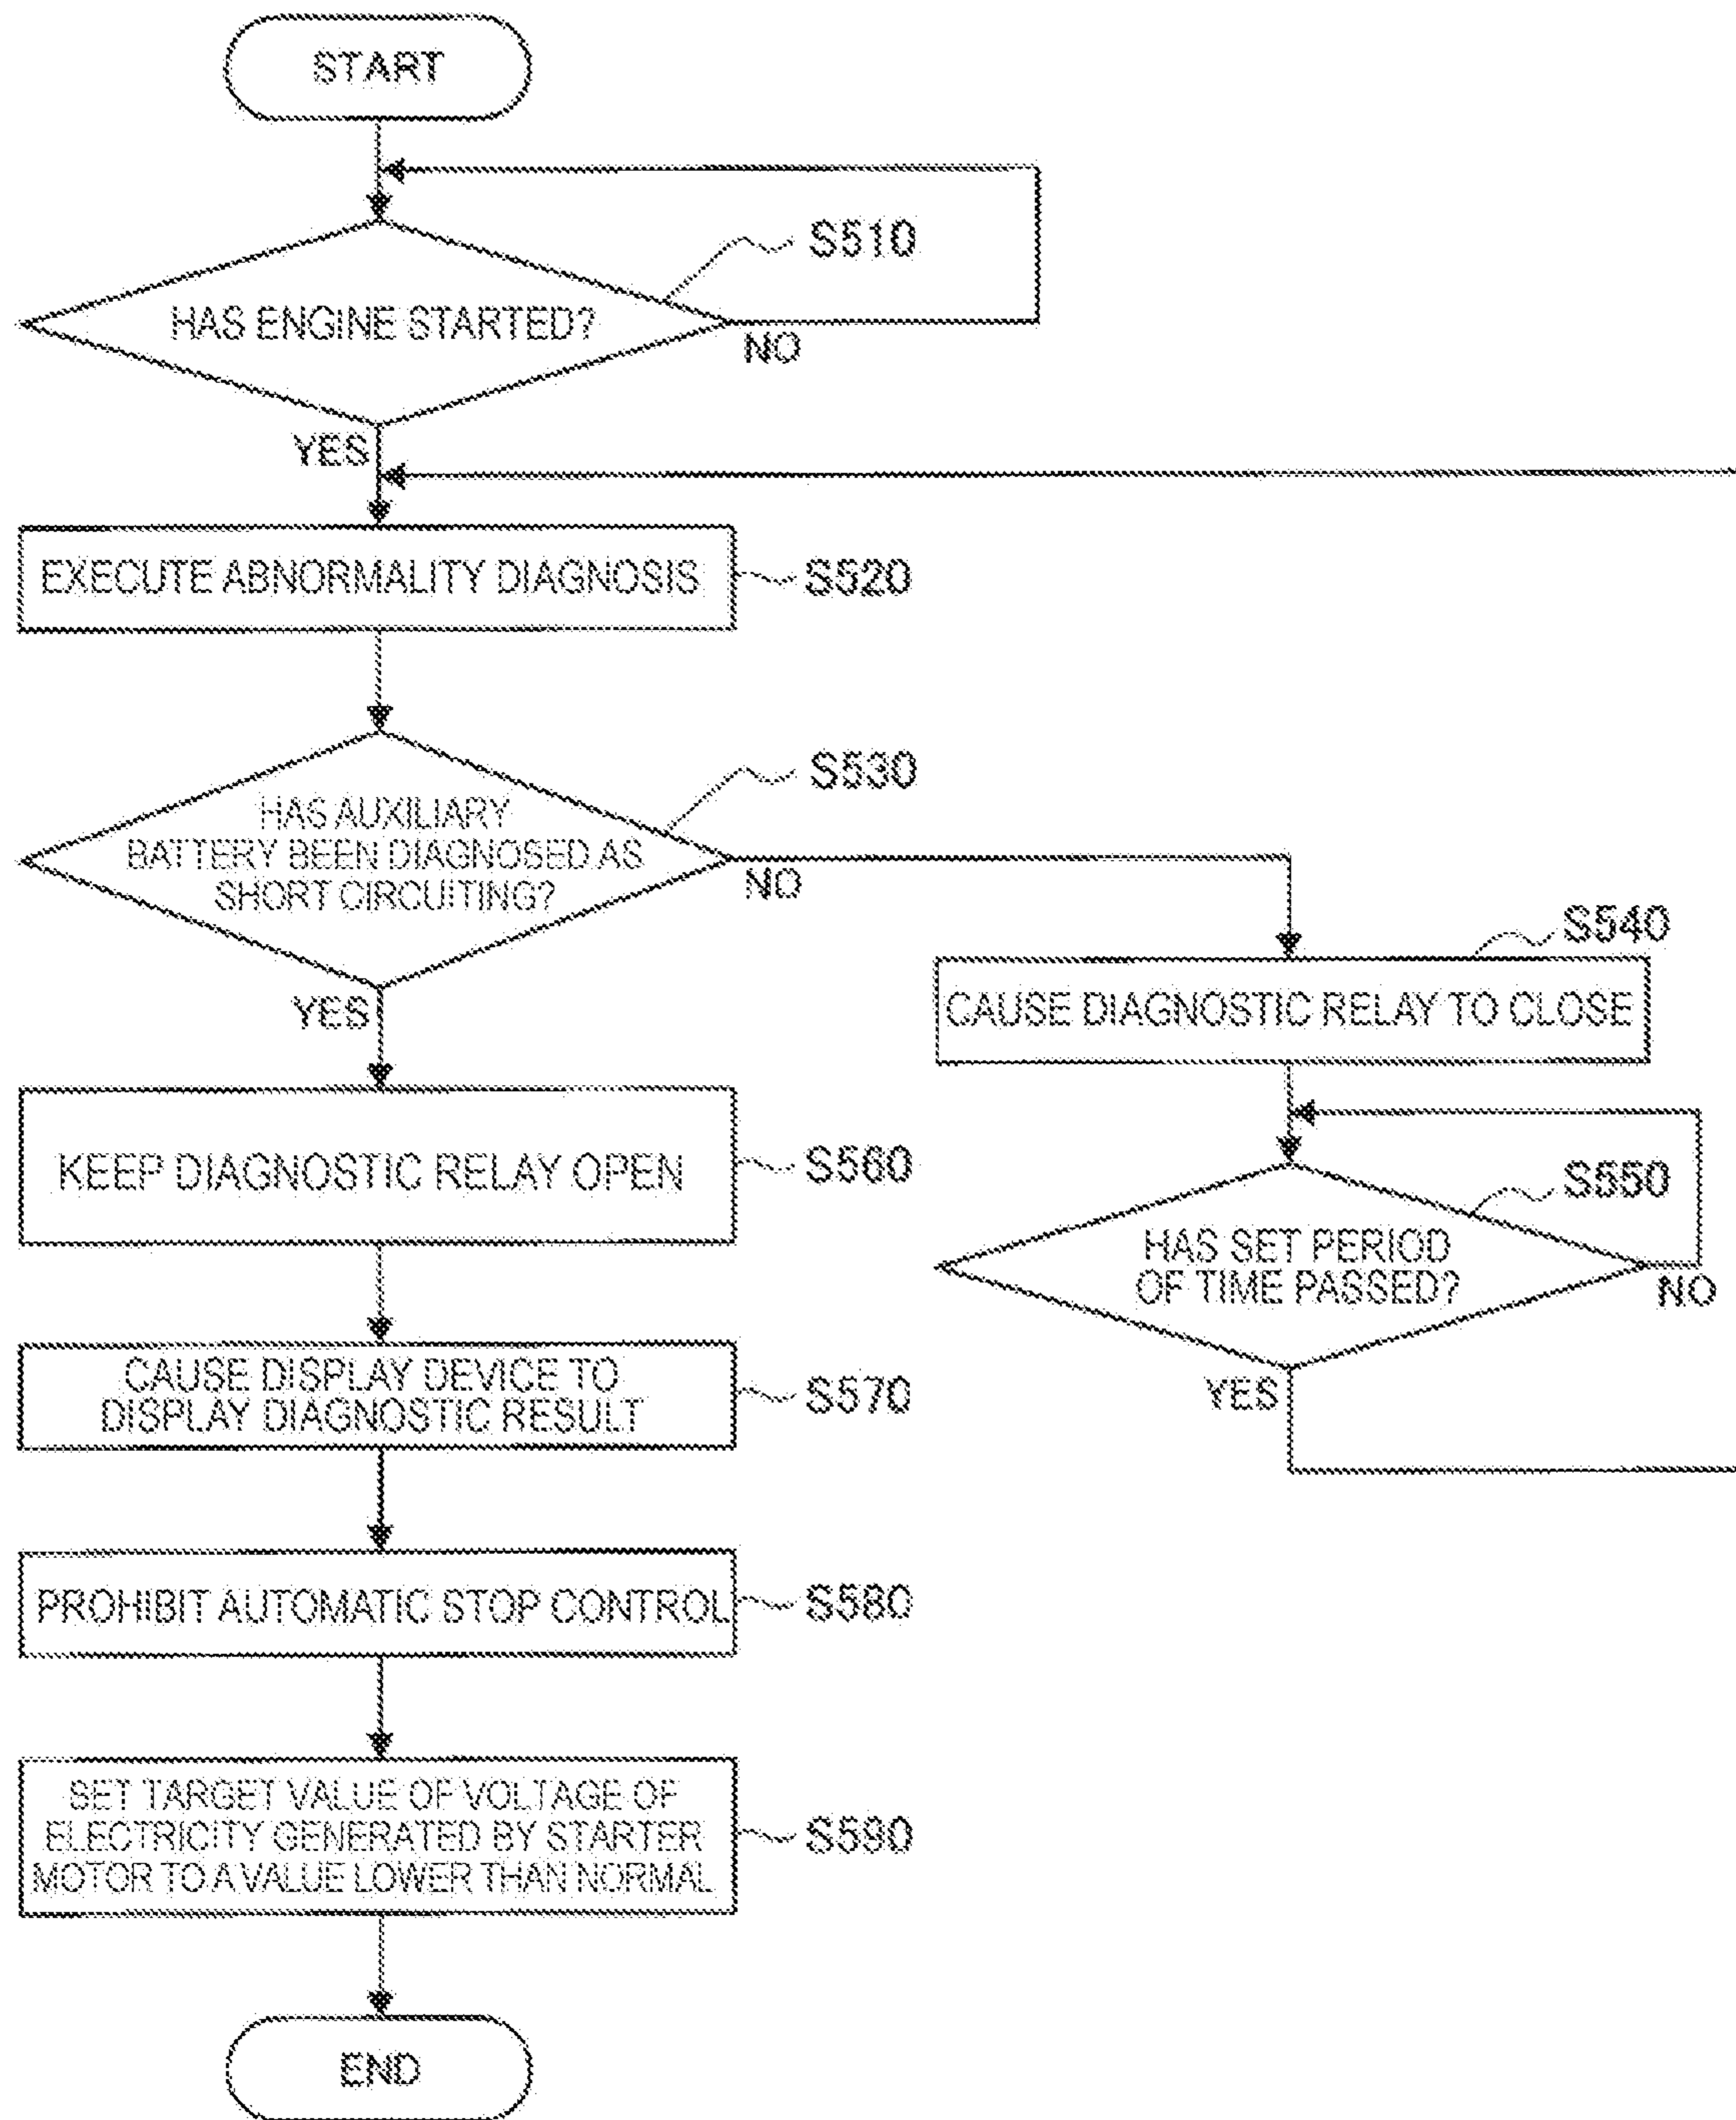 START
S510
HAS ENGINE STARTED?
NO
YES
EXECUTE ABNORMALITY DIAGNOSIS
S520
S530
HAS AUXILIARY
BATTERY BEEN DIAGNOSED AS
SHORT CIRCUITING?
NO
YES
S540
CAUSE DIAGNOSTIC RELAY TO CLOSE
S550
HAS SET PERIOD
OF TIME PASSED?
NO
YES
KEEP DIAGNOSTIC RELAY OPEN
S560
CAUSE DISPLAY DEVICE TO
DISPLAY DIAGNOSTIC RESULT
S570
PROHIBIT AUTOMATIC STOP CONTROL
S580
SET TARGET VALUE OF VOLTAGE OF
ELECTRICITY GENERATED BY STARTER
MOTOR TO A VALUE LOWER THAN NORMAL
S590
END